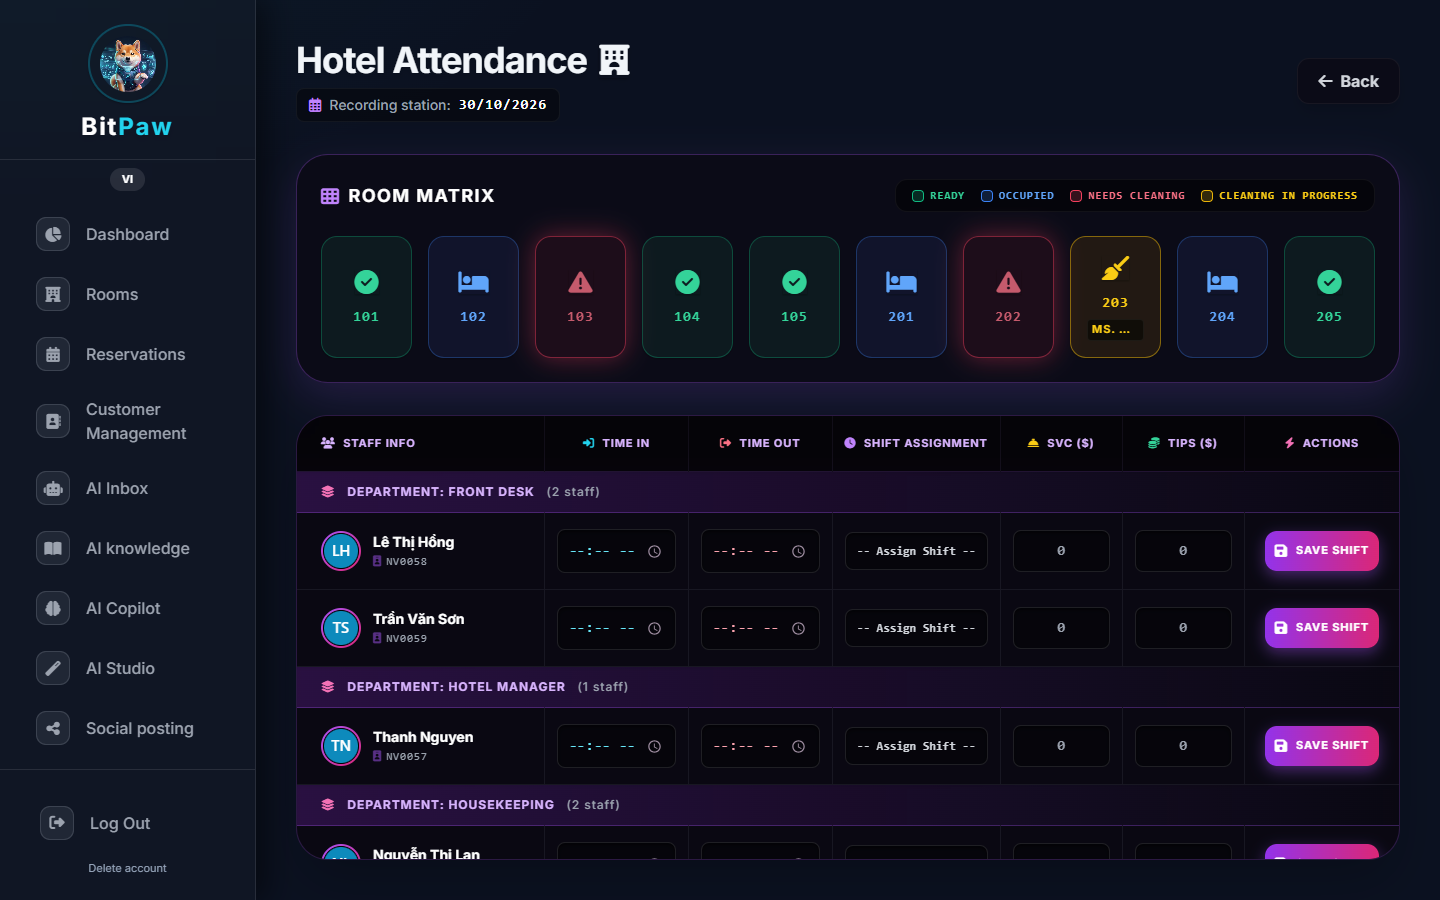 BitPaw
VI
Dashboard
Rooms
Reservations
Customer
Management
AI Inbox
AI knowledge
AI Copilot
AI Studio
Social posting
Log Out
Delete account
Hotel Attendance
Recording station: 30/10/2026
Back
ROOM MATRIX
READY OCCUPIED NEEDS CLEANING CLEANING IN PROGRESS
101 102 103 104 105 201 202 203 204 205
MS. ...
STAFF INFO TIME IN TIME OUT SHIFT ASSIGNMENT SVC ($) TIPS ($) ACTIONS
DEPARTMENT: FRONT DESK (2 staff)
LH Lê Thị Hồng --:-- -- --:-- -- -- Assign Shift -- 0 0 SAVE SHIFT
NV0058
TS Trần Văn Sơn --:-- -- --:-- -- -- Assign Shift -- 0 0 SAVE SHIFT
NV0059
DEPARTMENT: HOTEL MANAGER (1 staff)
TN Thanh Nguyen --:-- -- --:-- -- -- Assign Shift -- 0 0 SAVE SHIFT
NV0057
DEPARTMENT: HOUSEKEEPING (2 staff)
Nguyễn Thị Lan